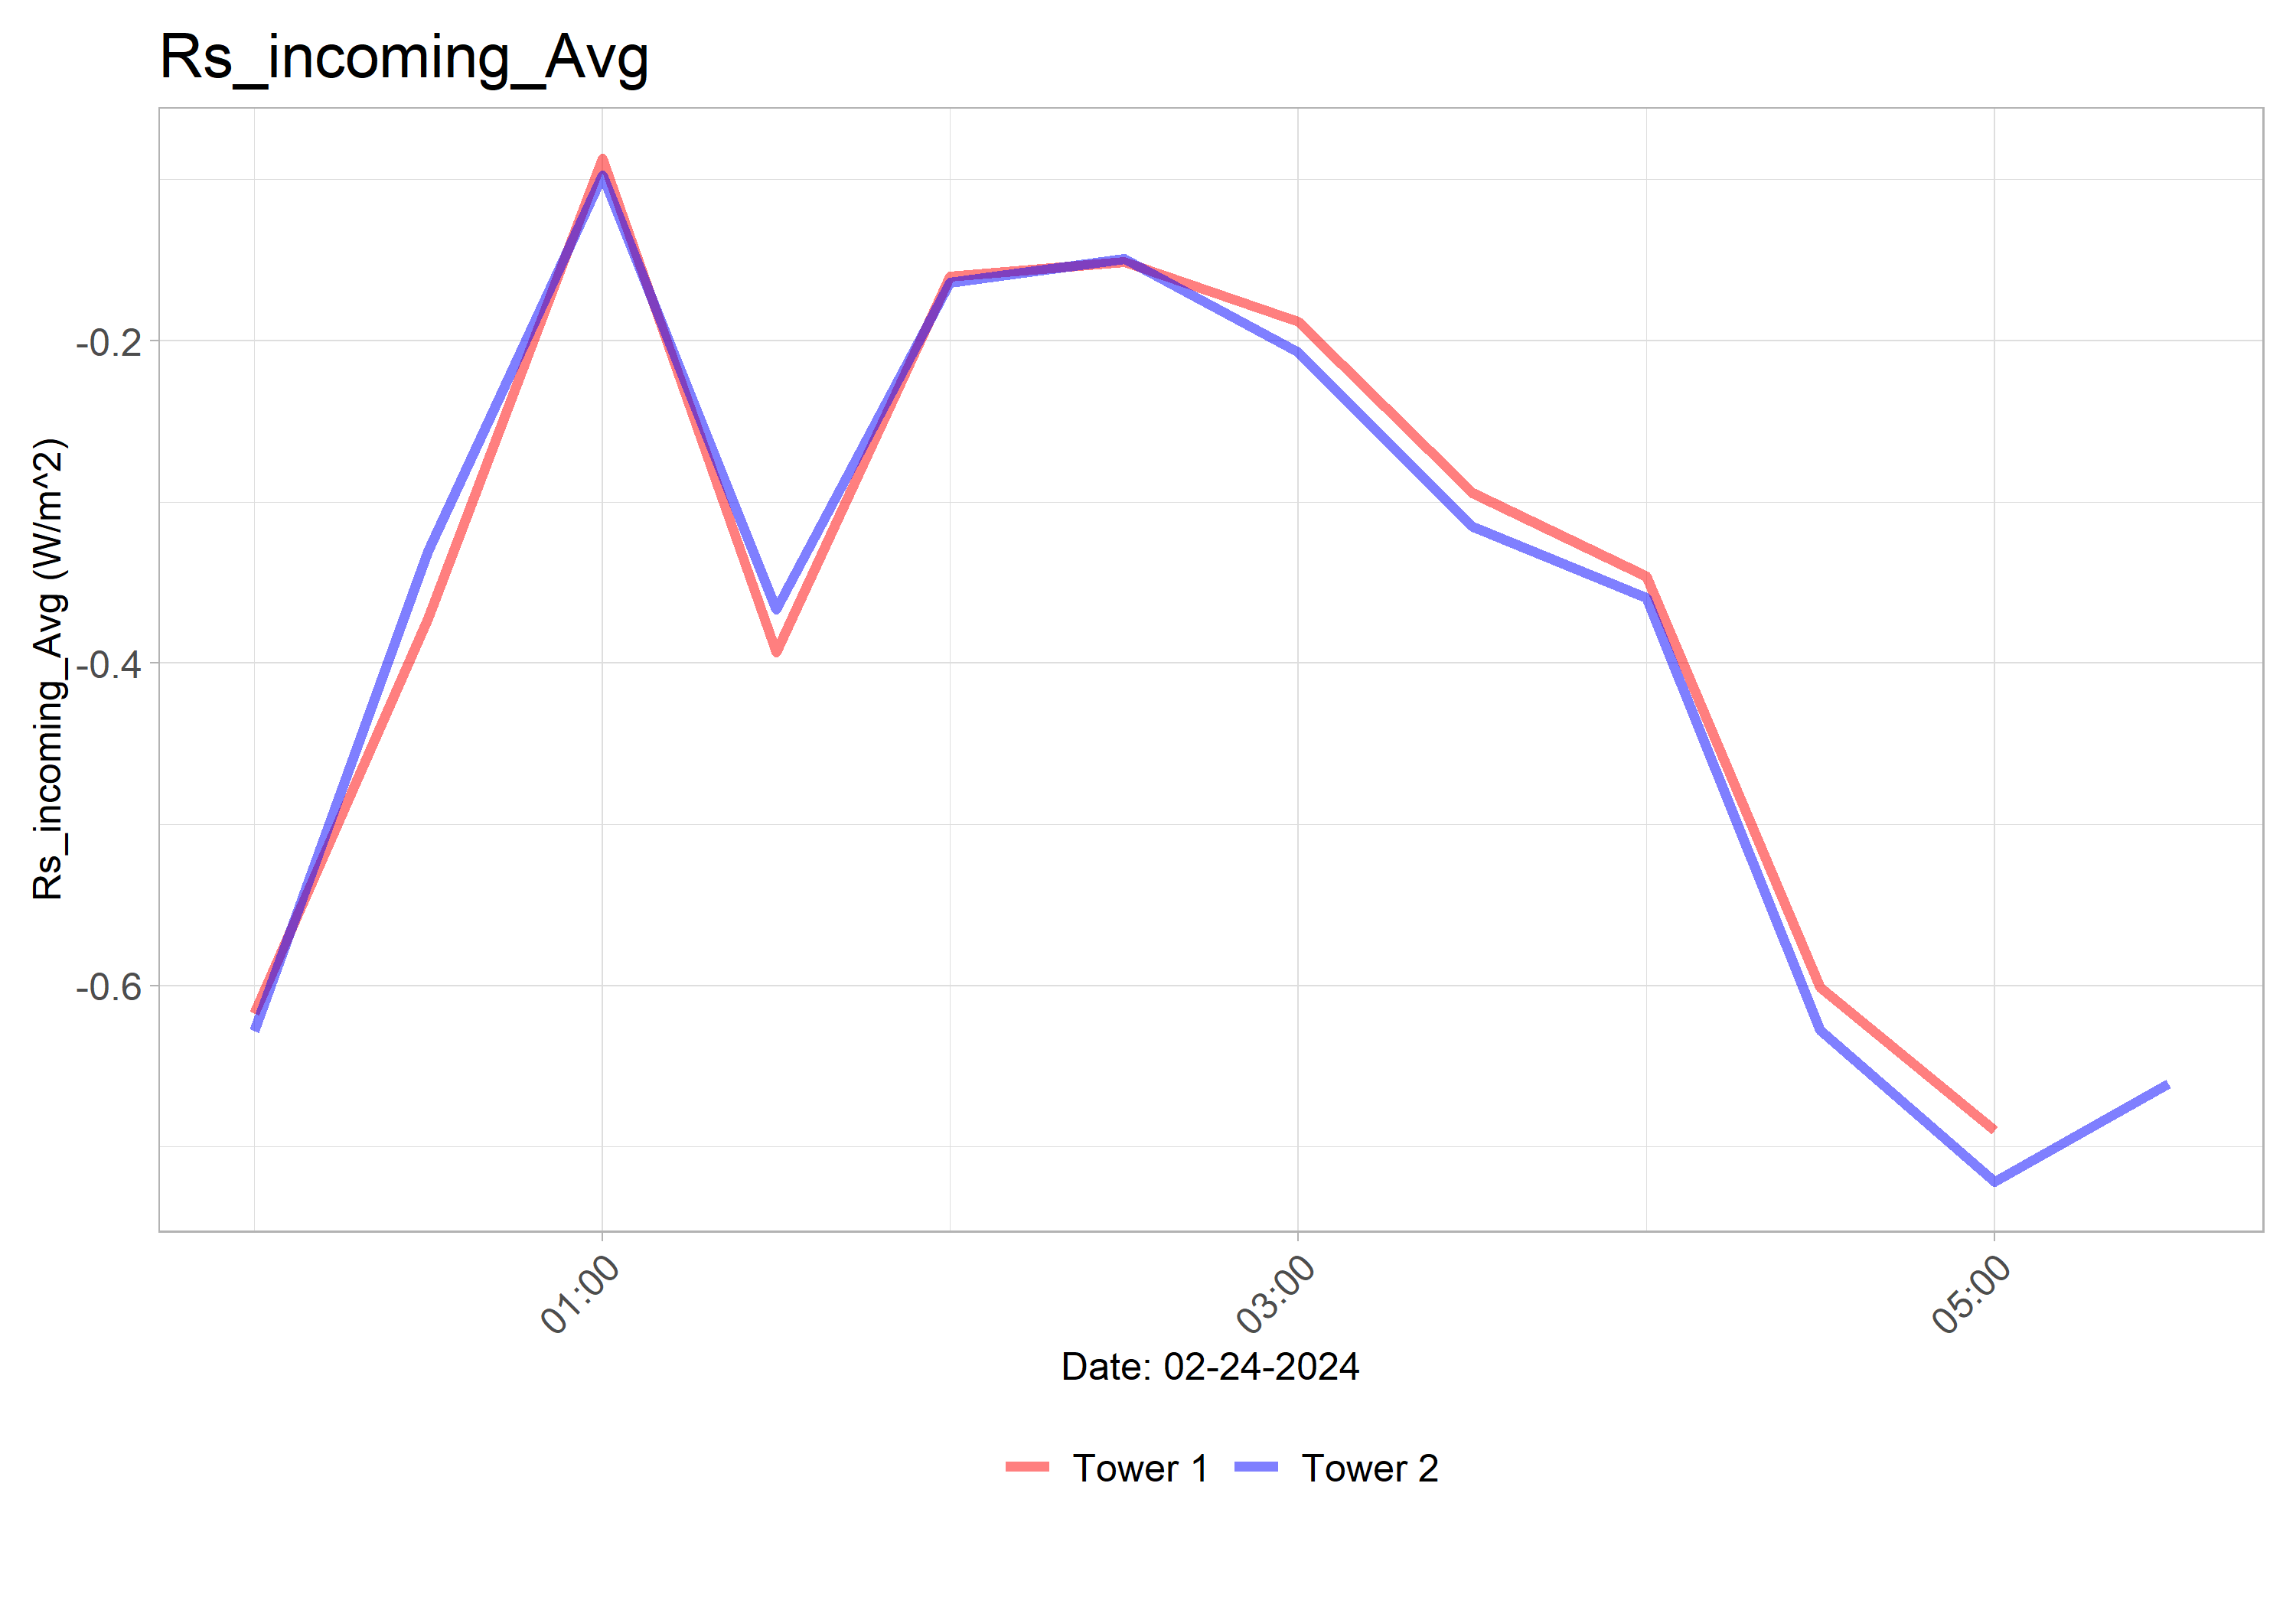 Rs_incoming_Avg
Rs_incoming_Avg (W/m^2)
-0.2
-0.4
-0.6
01:00
03:00
05:00
Date: 02-24-2024
Tower 1
Tower 2